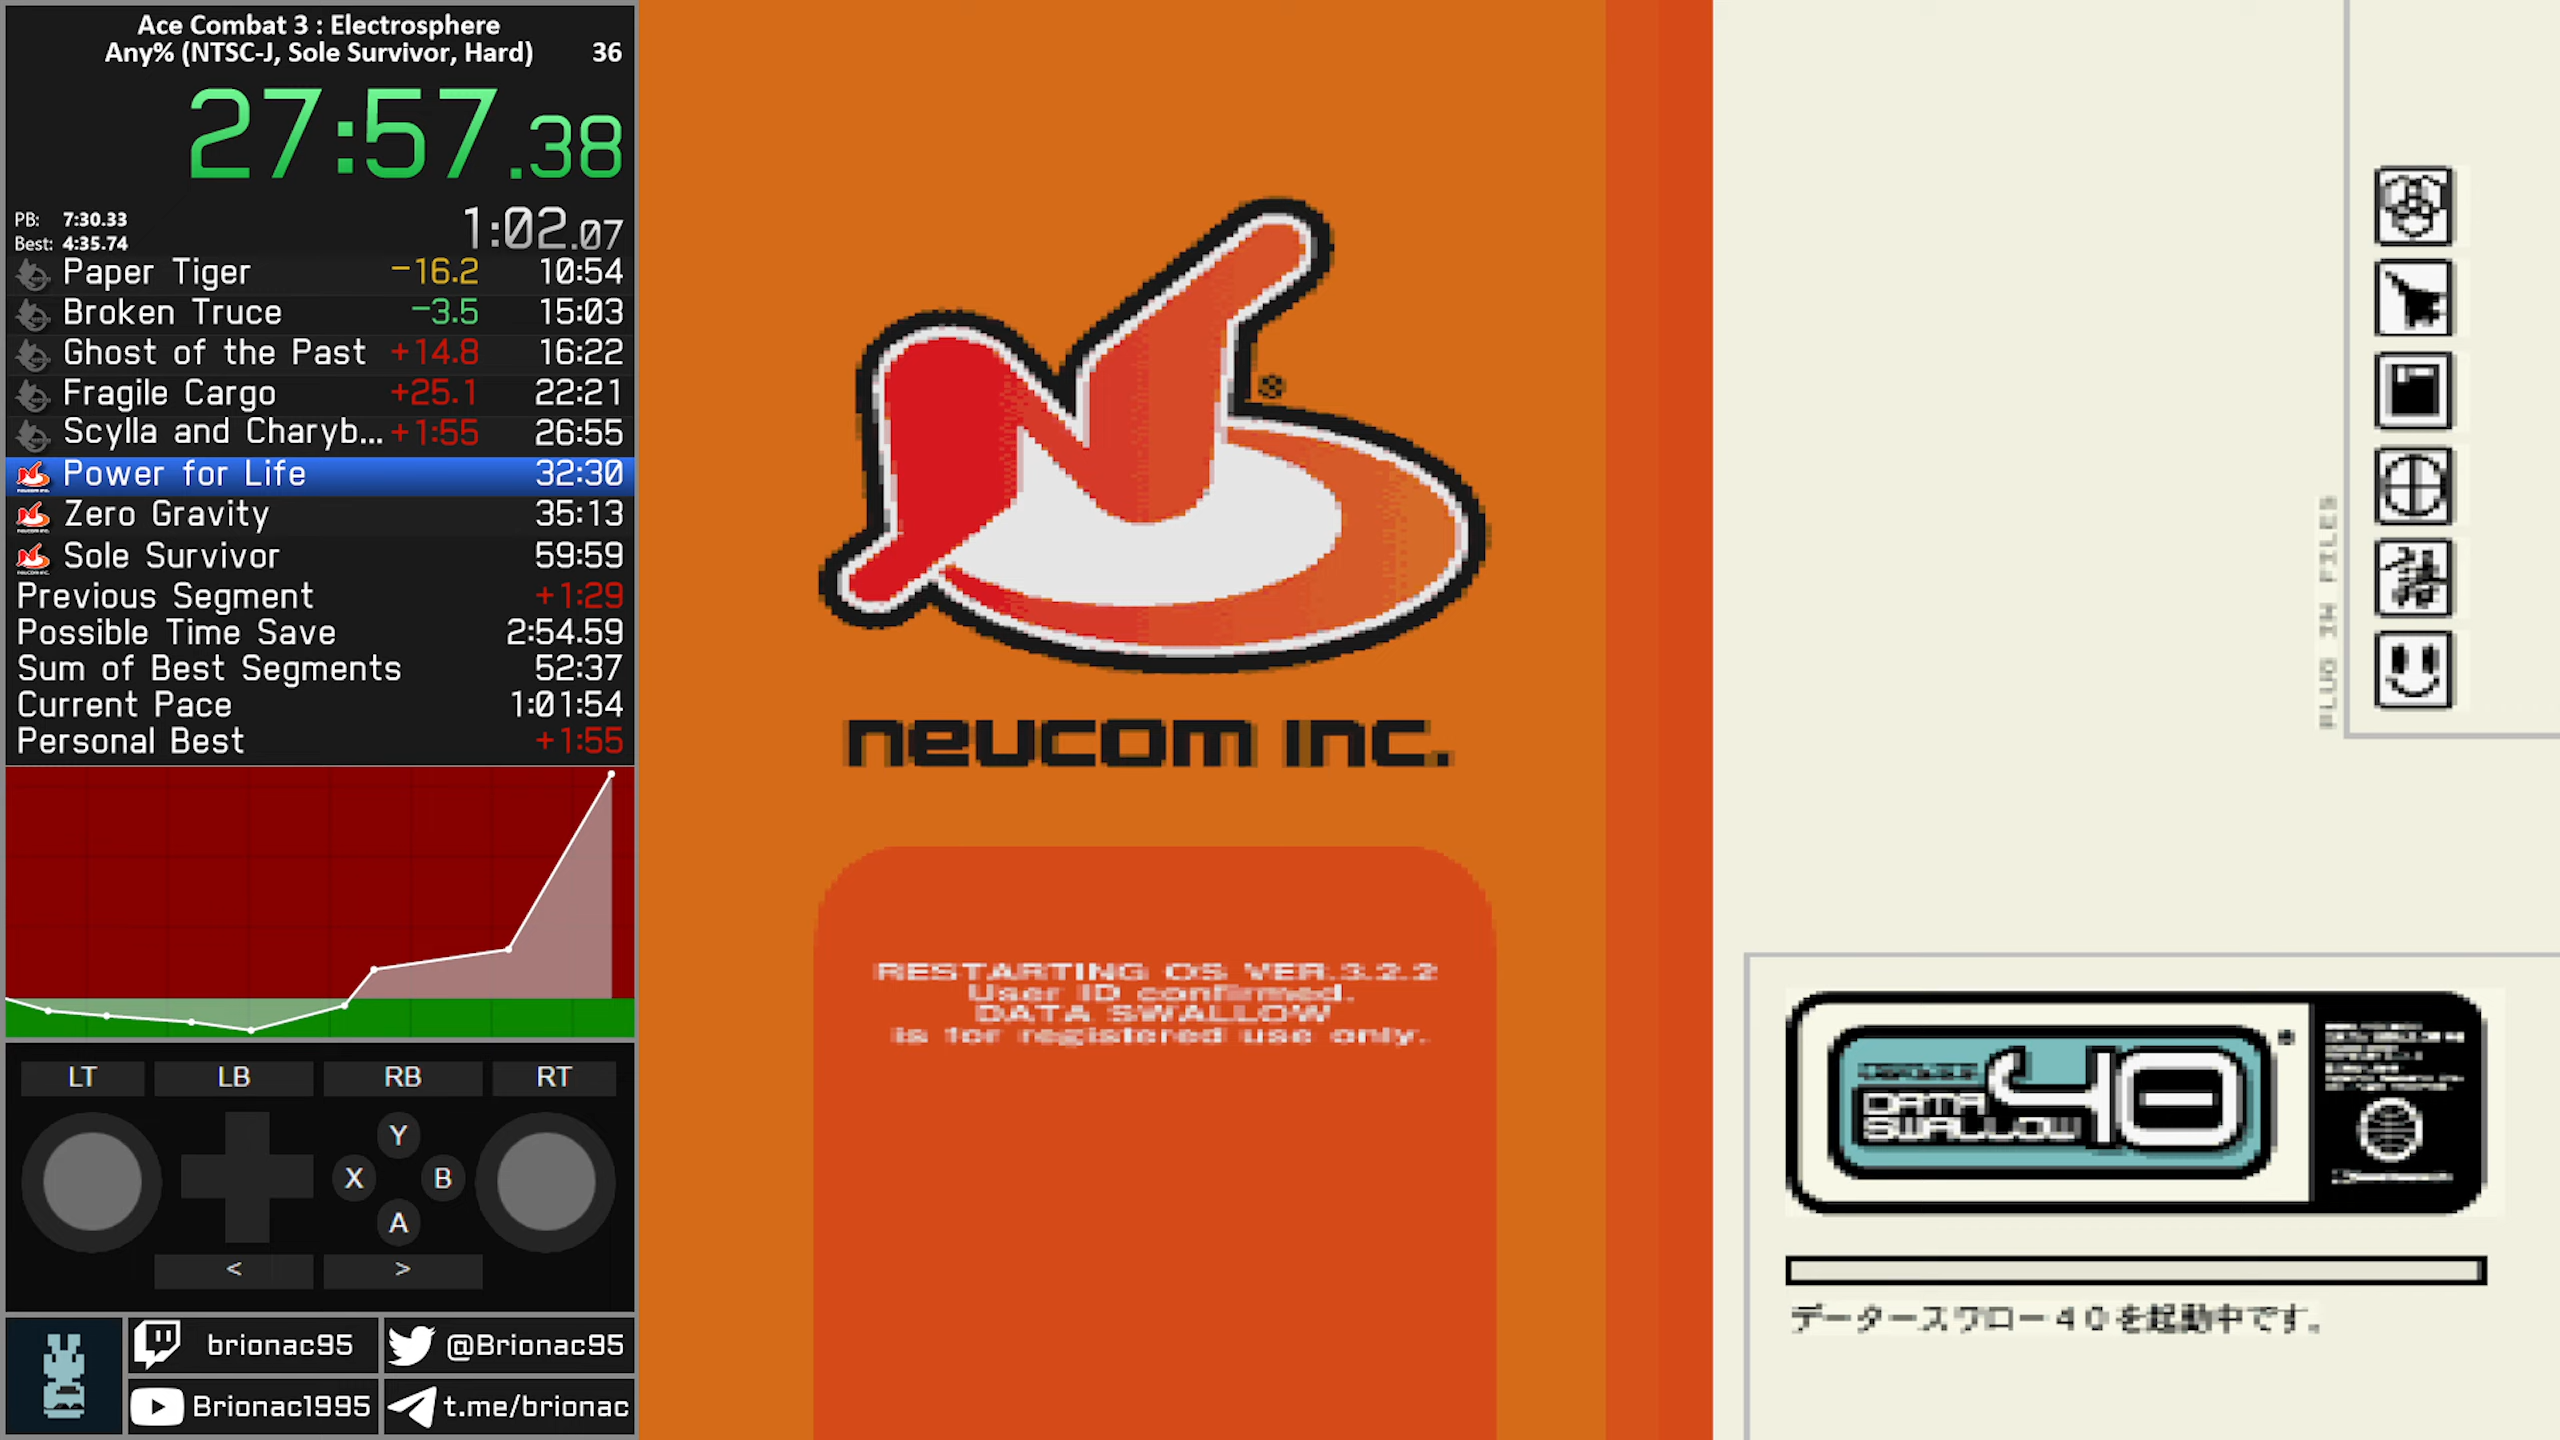 Ace Combat 3 : Electrosphere
Any% (NTSC-J, Sole Survivor, Hard) 36
27:57.38
PB: 7:30.33
1:02.07
Best: 4:35.74
Paper Tiger -16.2 10:54
Broken Truce -3.5 15:03
Ghost of the Past +14.8 16:22
Fragile Cargo +25.1 22:21
Scylla and Charyb... +1:55 26:55
Power for Life 32:30
Zero Gravity 35:13
Sole Survivor 59:59
Previous Segment +1:29
Possible Time Save 2:54.59
Sum of Best Segments 52:37
Current Pace 1:01:54
Personal Best +1:55
LT LB RB RT
Y
X B
A
< >
brionac95 @Brionac95
Brionac1995 t.me/brionac
neucom inc.
RESTARTING OS VER.3.2.2
User ID confirmed.
DATA SWALLOW
is for registered use only.
PLUG IN FILES
DATA
SWALLOW
40
データースワロー４０を起動中です。